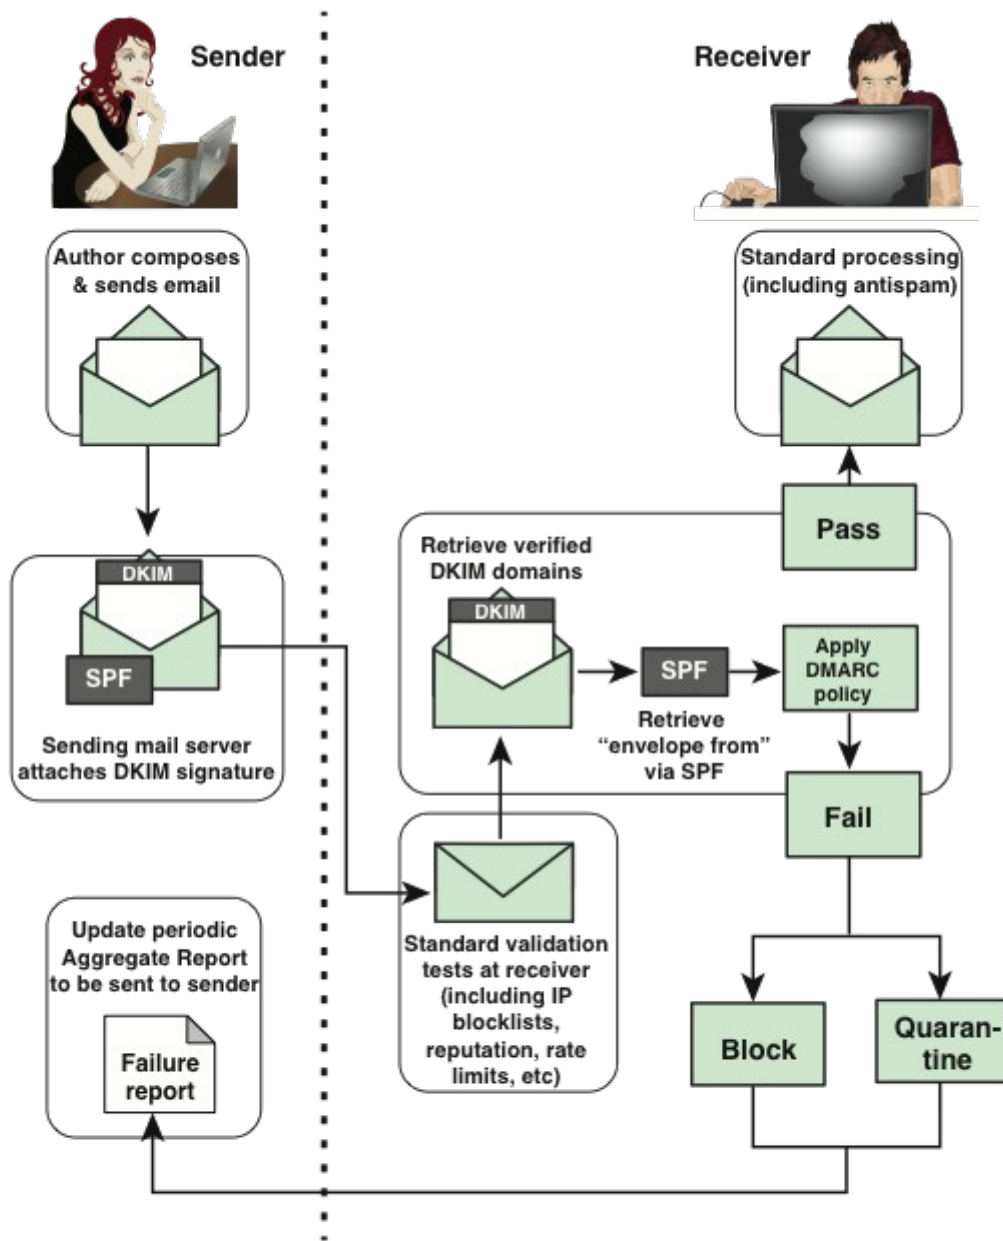 Sender
Receiver
Author composes
& sends email
Standard processing
(including antispam)
Pass
Retrieve verified
DKIM domains
DKIM
DKIM
SPF
SPF
Apply
DMARC
policy
Retrieve
“envelope from”
via SPF
Sending mail server
attaches DKIM signature
Fail
Update periodic
Aggregate Report
to be sent to sender
Failure
report
Standard validation
tests at receiver
(including IP
blocklists,
reputation, rate
limits, etc)
Block
Quaran-
tine